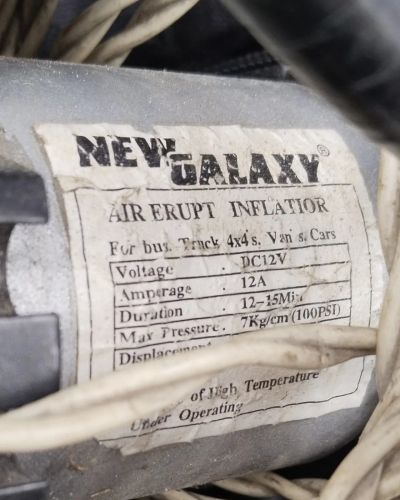 NEW GALAXY®
AIR ERUPT INFLATIOR
For bus. Truck 4x4's, Van's. Cars
Voltage . DC12V
Amperage . 12A
Duration . 12-15Min
Max Pressure . 7Kg/cm (100PSI)
Displacement
of High Temperature
Under Operating